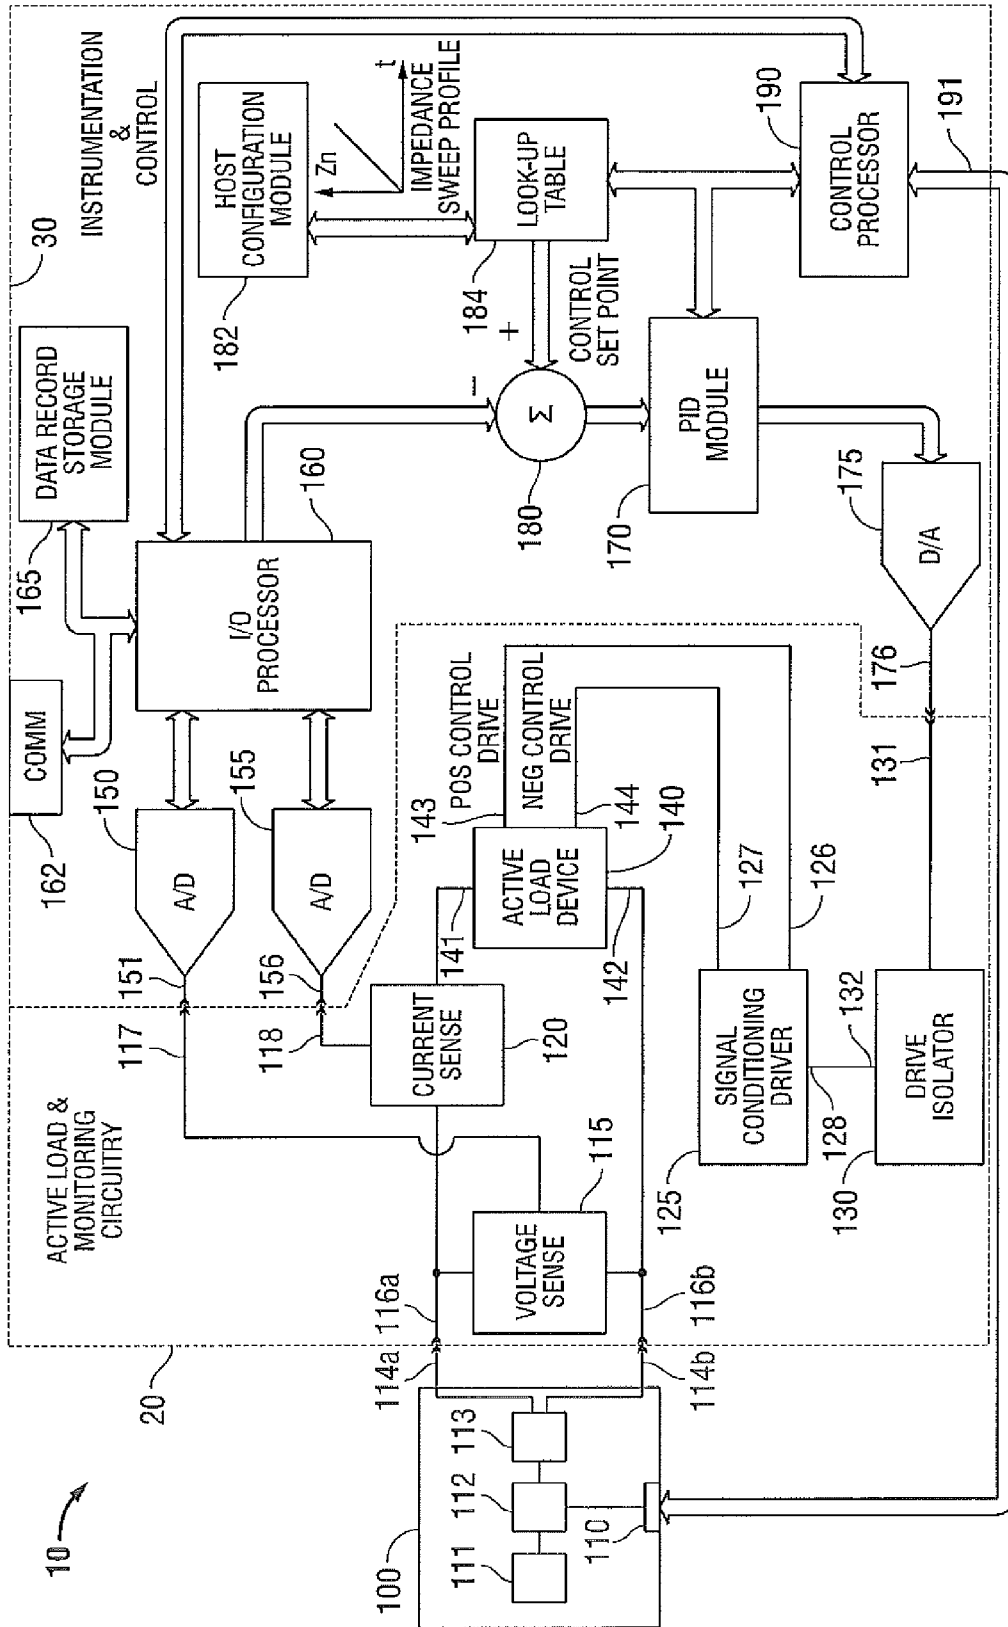 10
20
30
ACTIVE LOAD &
MONITORING
CIRCUITRY
INSTRUMENTATION
&
CONTROL
100
111
112
113
110
114a
114b
116a
116b
VOLTAGE
SENSE
115
117
118
CURRENT
SENSE
120
151
156
A/D
150
A/D
155
COMM
162
DATA RECORD
STORAGE
MODULE
165
I/O
PROCESSOR
160
HOST
CONFIGURATION
MODULE
182
Zn
t
IMPEDANCE
SWEEP PROFILE
LOOK-UP
TABLE
184
+
−
CONTROL
SET POINT
Σ
180
PID
MODULE
170
CONTROL
PROCESSOR
190
191
D/A
175
176
131
141
142
ACTIVE
LOAD
DEVICE
140
143
144
POS CONTROL
DRIVE
NEG CONTROL
DRIVE
127
126
SIGNAL
CONDITIONING
DRIVER
125
128
132
DRIVE
ISOLATOR
130